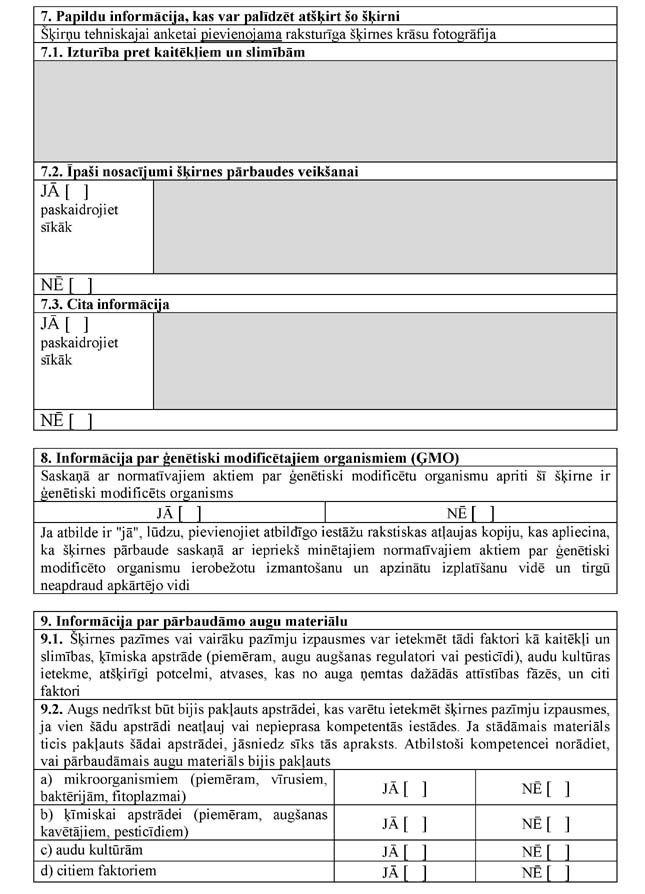 7. Papildu informācija, kas var palīdzēt atšķirt šo šķirni
Šķirņu tehniskajai anketai pievienojama raksturīga šķirnes krāsu fotogrāfija
7.1. Izturība pret kaitēkļiem un slimībām
7.2. Īpaši nosacījumi šķirnes pārbaudes veikšanai
JĀ [   ]
paskaidrojiet
sīkāk
NĒ [   ]
7.3. Cita informācija
JĀ [   ]
paskaidrojiet
sīkāk
NĒ [   ]
8. Informācija par ģenētiski modificētajiem organismiem (ĢMO)
Saskaņā ar normatīvajiem aktiem par ģenētiski modificētu organismu apriti šī šķirne ir
ģenētiski modificēts organisms
JĀ [   ] NĒ [   ]
Ja atbilde ir "jā", lūdzu, pievienojiet atbildīgo iestāžu rakstiskas atļaujas kopiju, kas apliecina,
ka šķirnes pārbaude saskaņā ar iepriekš minētajiem normatīvajiem aktiem par ģenētiski
modificēto organismu ierobežotu izmantošanu un apzinātu izplatīšanu vidē un tirgū
neapdraud apkārtējo vidi
9. Informācija par pārbaudāmo augu materiālu
9.1. Šķirnes pazīmes vai vairāku pazīmju izpausmes var ietekmēt tādi faktori kā kaitēkļi un
slimības, ķīmiska apstrāde (piemēram, augu augšanas regulatori vai pesticīdi), audu kultūras
ietekme, atšķirīgi potcelmi, atvases, kas no auga ņemtas dažādās attīstības fāzēs, un citi
faktori
9.2. Augs nedrīkst būt bijis pakļauts apstrādei, kas varētu ietekmēt šķirnes pazīmju izpausmes,
ja vien šādu apstrādi neatļauj vai nepieprasa kompetentās iestādes. Ja stādāmais materiāls
ticis pakļauts šādai apstrādei, jāsniedz sīks tās apraksts. Atbilstoši kompetencei norādiet,
vai pārbaudāmais augu materiāls bijis pakļauts
a) mikroorganismiem (piemēram, vīrusiem,
baktērijām, fitoplazmai) JĀ [   ] NĒ [   ]
b) ķīmiskai apstrādei (piemēram, augšanas
kavētājiem, pesticīdiem) JĀ [   ] NĒ [   ]
c) audu kultūrām JĀ [   ] NĒ [   ]
d) citiem faktoriem JĀ [   ] NĒ [   ]